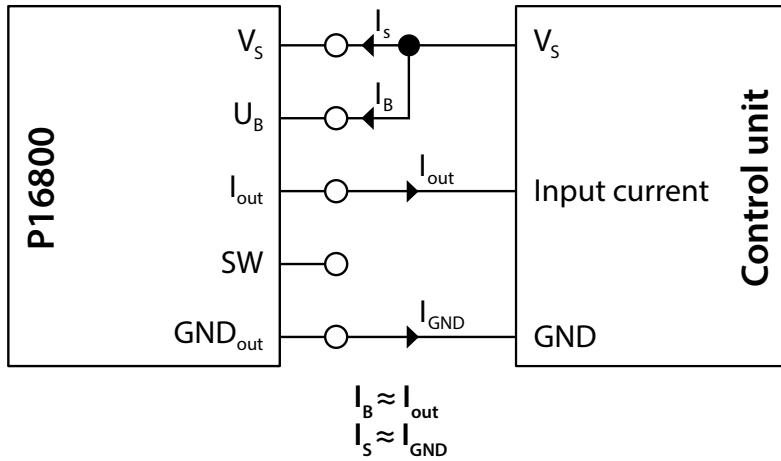 P16800
V_S
U_B
I_out
SW
GND_out
I_s
I_B
I_out
I_GND
V_S
Input current
GND
Control unit
I_B ≈ I_out
I_S ≈ I_GND